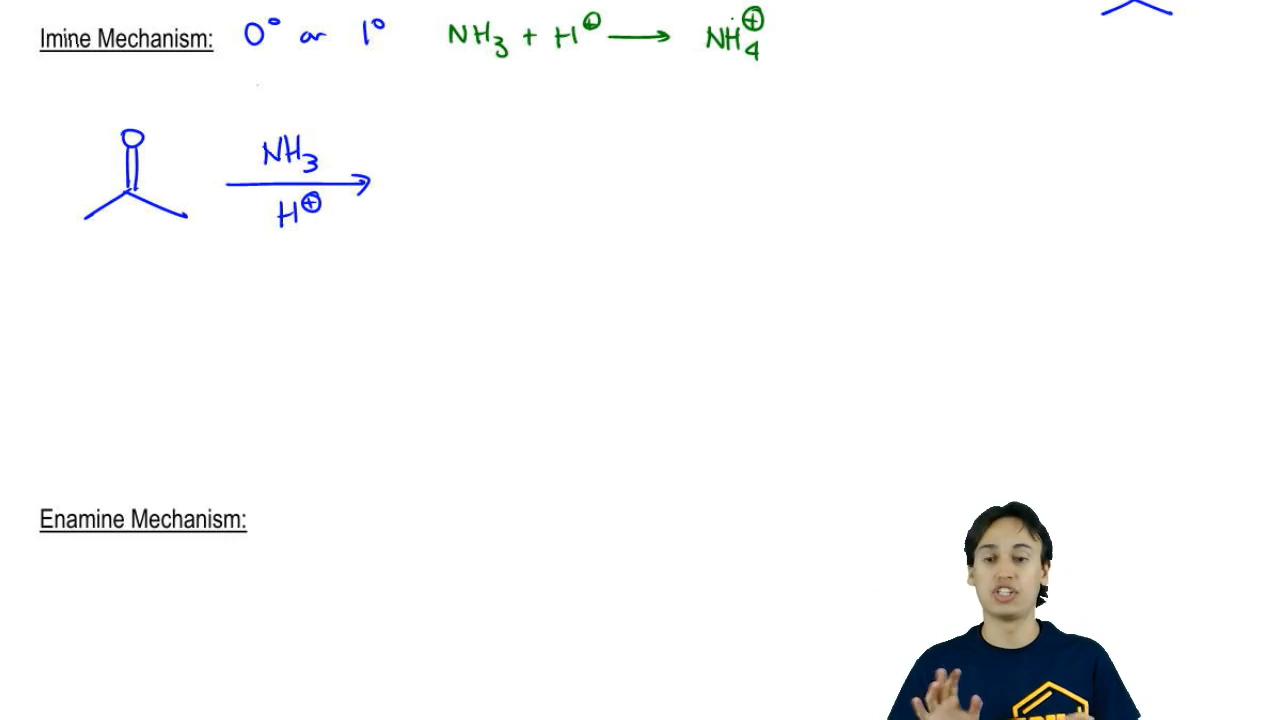 Imine Mechanism: 0° or 1° NH₃ + H⊕ ⟶ NH₄⊕
O
NH₃
H⊕
Enamine Mechanism: